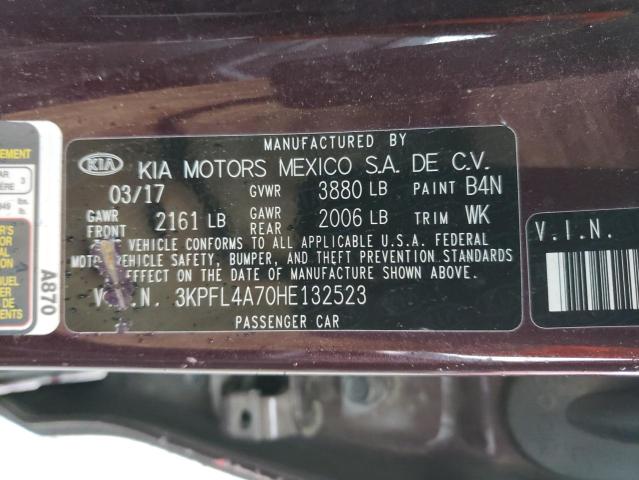 MANUFACTURED BY
KIA KIA MOTORS MEXICO S.A. DE C.V.
03/17 GVWR 3880 LB PAINT B4N
GAWR FRONT 2161 LB GAWR REAR 2006 LB TRIM WK
VEHICLE CONFORMS TO ALL APPLICABLE U.S.A. FEDERAL
MOTOR VEHICLE SAFETY, BUMPER, AND THEFT PREVENTION STANDARDS
EFFECT ON THE DATE OF MANUFACTURE SHOWN ABOVE.
V.I.N. 3KPFL4A70HE132523
PASSENGER CAR
A870
V.I.N.